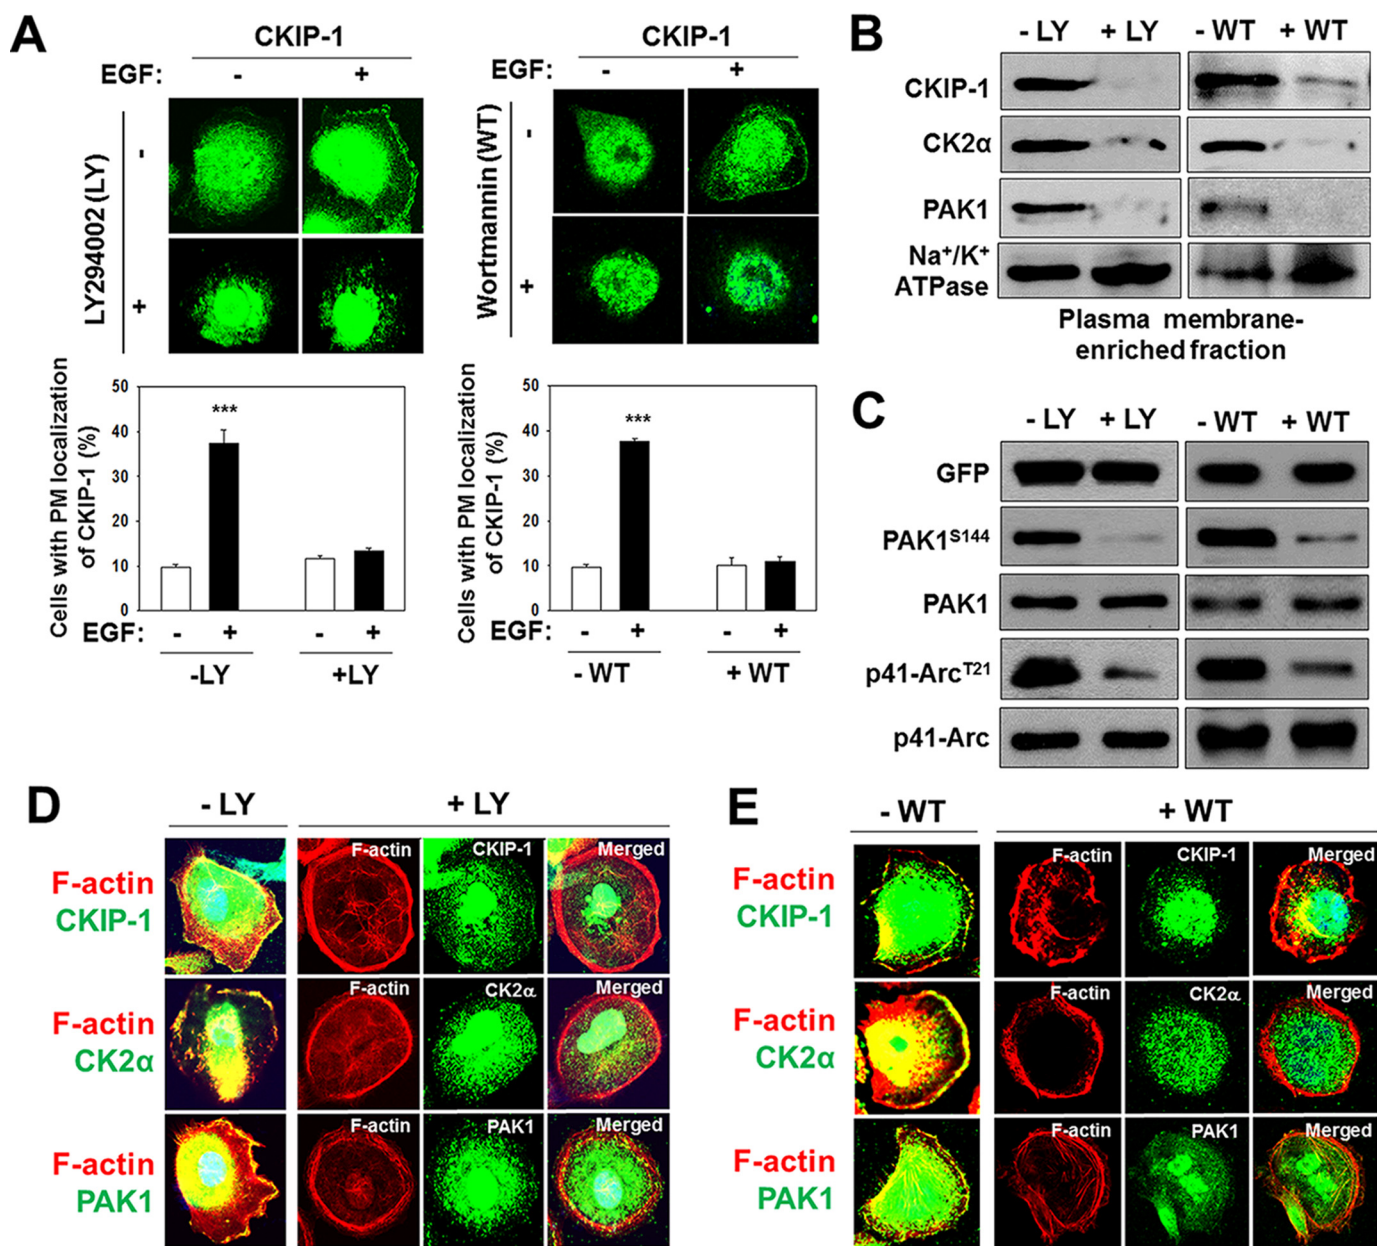 A
CKIP-1
EGF: - +
LY294002 (LY)
-
+
CKIP-1
EGF: - +
Wortmannin (WT)
-
+
Cells with PM localization
of CKIP-1 (%)
50
40
30
20
10
0
***
EGF: - + - +
-LY +LY
Cells with PM localization
of CKIP-1 (%)
50
40
30
20
10
0
***
EGF: - + - +
- WT + WT
B
- LY + LY - WT + WT
CKIP-1
CK2α
PAK1
Na⁺/K⁺
ATPase
Plasma membrane-
enriched fraction
C
- LY + LY - WT + WT
GFP
PAK1ˢ¹⁴⁴
PAK1
p41-Arcᵀ²¹
p41-Arc
D
- LY + LY
F-actin
CKIP-1
F-actin CKIP-1 Merged
F-actin
CK2α
F-actin CK2α Merged
F-actin
PAK1
F-actin PAK1 Merged
E
- WT + WT
F-actin
CKIP-1
F-actin CKIP-1 Merged
F-actin
CK2α
F-actin CK2α Merged
F-actin
PAK1
F-actin PAK1 Merged